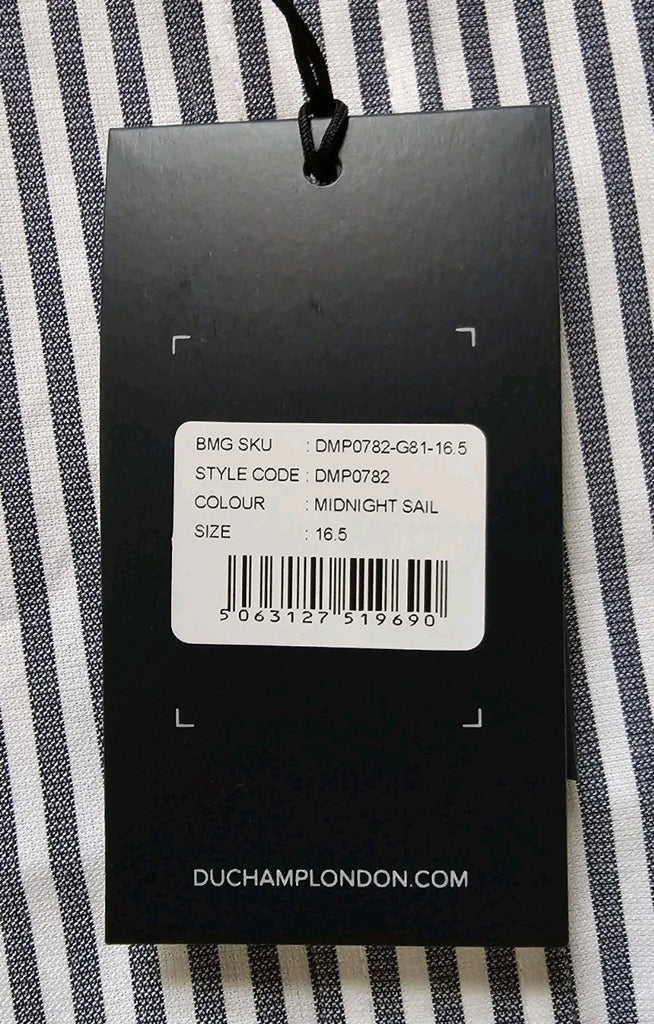 BMG SKU : DMP0782-G81-16.5
STYLE CODE : DMP0782
COLOUR : MIDNIGHT SAIL
SIZE : 16.5
5 063127 519690
DUCHAMPLONDON.COM